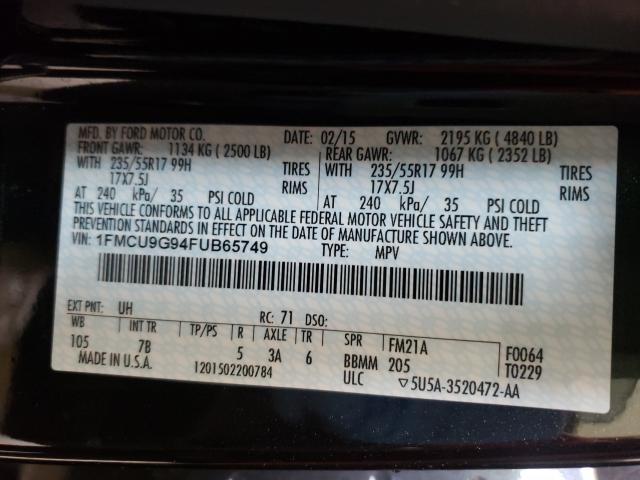 MFD. BY FORD MOTOR CO. DATE: 02/15 GVWR: 2195 KG ( 4840 LB)
FRONT GAWR: 1134 KG ( 2500 LB) REAR GAWR: 1067 KG ( 2352 LB)
WITH 235/55R17 99H TIRES WITH 235/55R17 99H TIRES
17X7.5J RIMS 17X7.5J RIMS
AT 240 kPa/ 35 PSI COLD AT 240 kPa/ 35 PSI COLD
THIS VEHICLE CONFORMS TO ALL APPLICABLE FEDERAL MOTOR VEHICLE SAFETY AND THEFT
PREVENTION STANDARDS IN EFFECT ON THE DATE OF MANUFACTURE SHOWN ABOVE.
VIN: 1FMCU9G94FUB65749 TYPE: MPV
EXT PNT: UH RC: 71 DSO:
WB INT TR TP/PS R AXLE TR SPR FM21A F0064
105 7B 5 3A 6 BBMM 205 T0229
MADE IN U.S.A. 1201502200784 ULC ▽5U5A-3520472-AA